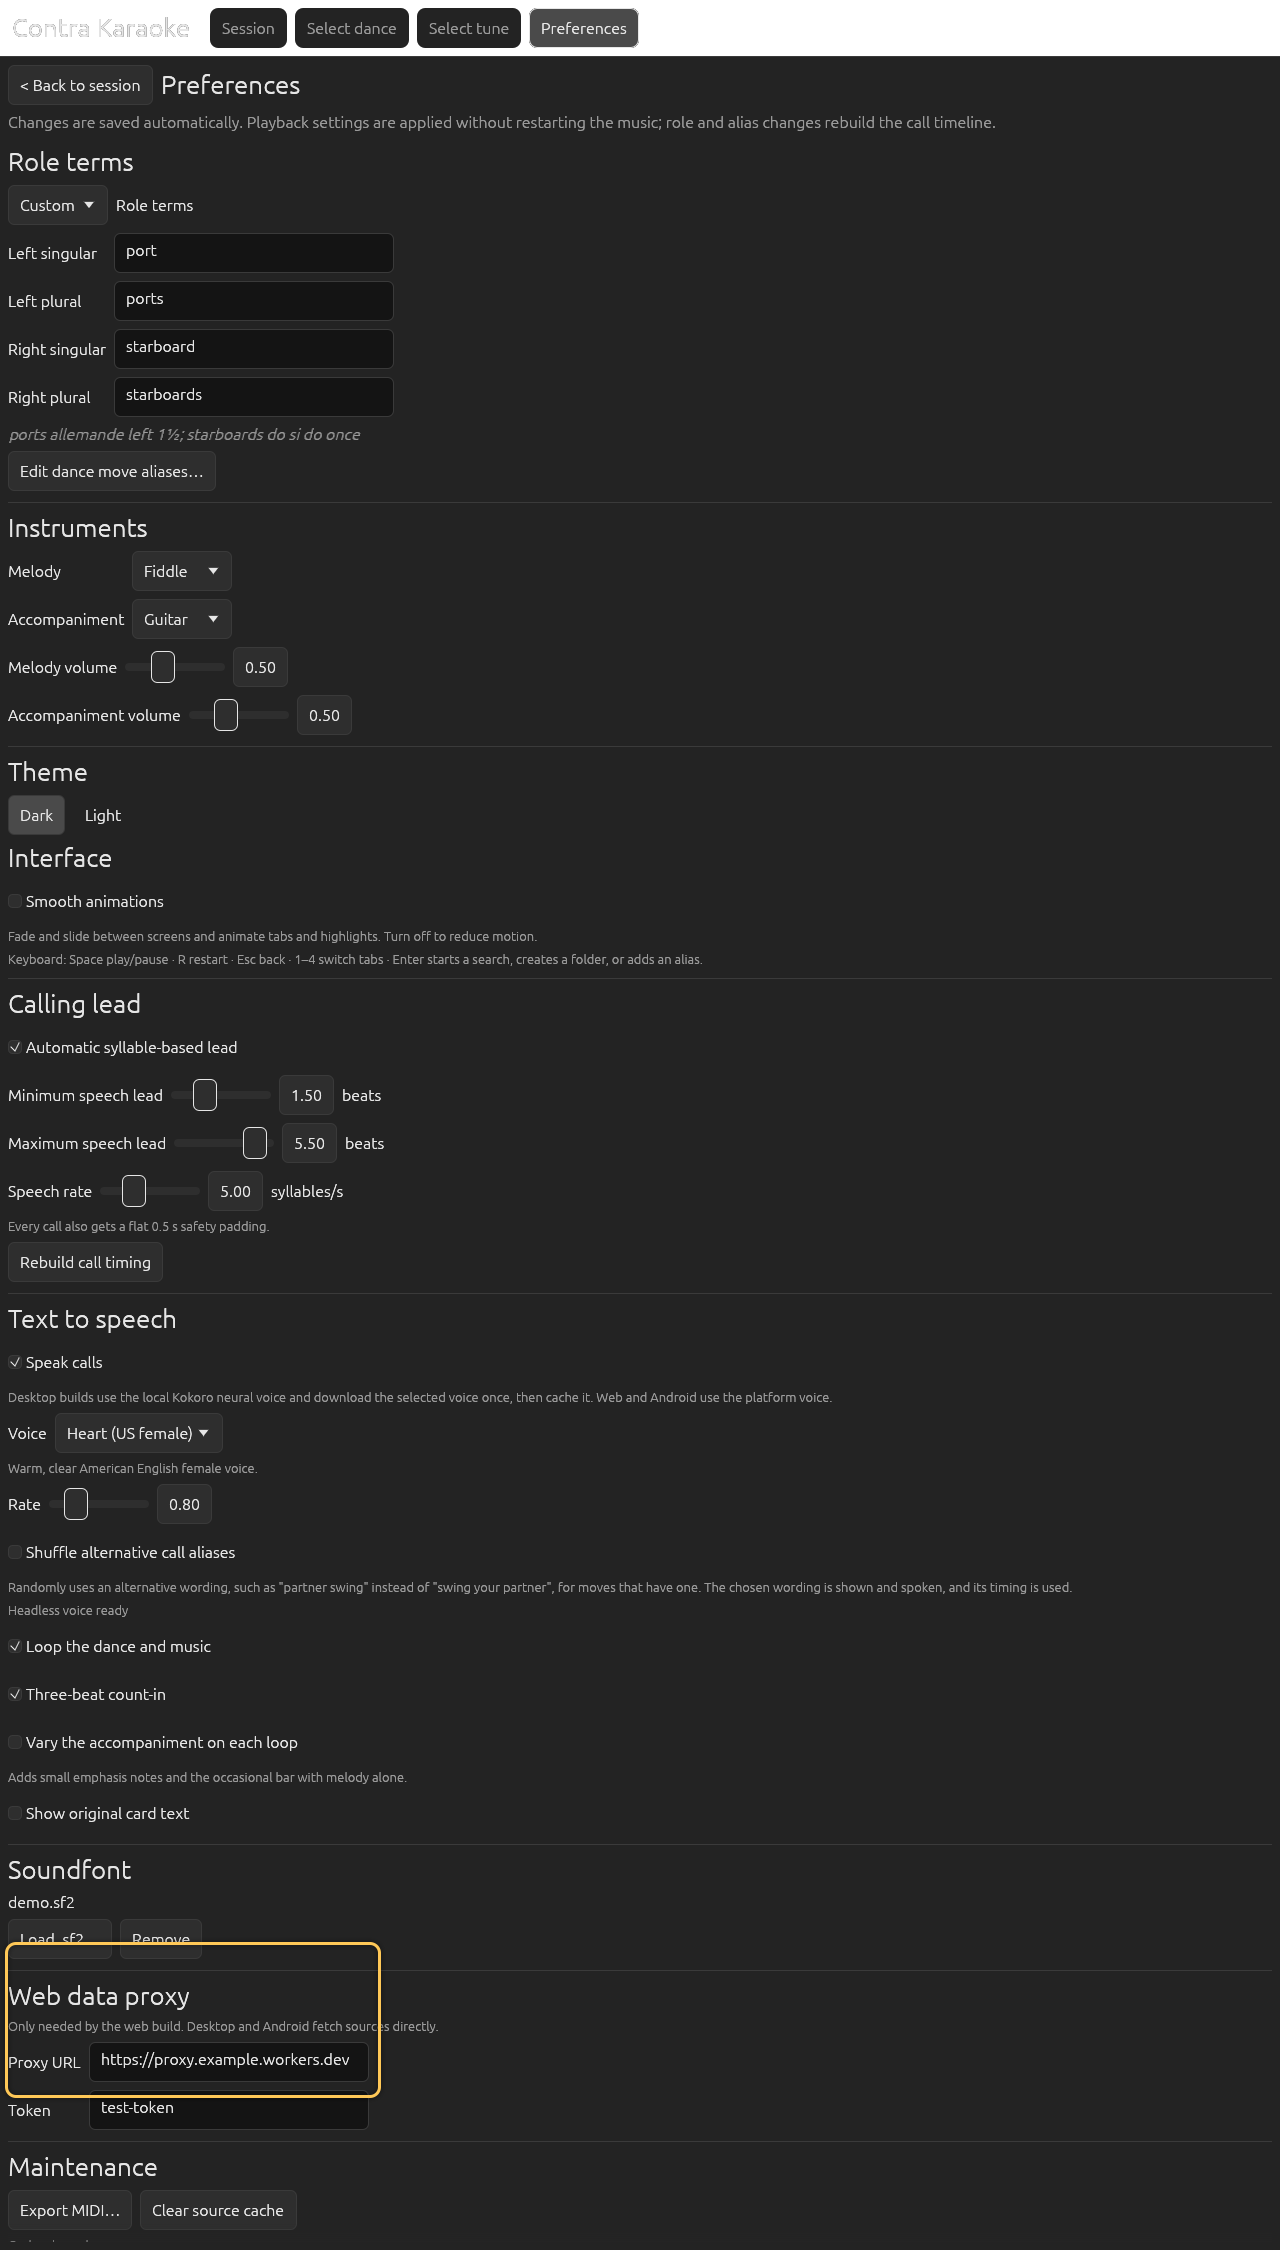 Contra Karaoke Session Select dance Select tune Preferences
< Back to session Preferences
Changes are saved automatically. Playback settings are applied without restarting the music; role and alias changes rebuild the call timeline.
Role terms
Custom Role terms
Left singular port
Left plural ports
Right singular starboard
Right plural starboards
ports allemande left 1½; starboards do si do once
Edit dance move aliases...
Instruments
Melody Fiddle
Accompaniment Guitar
Melody volume 0.50
Accompaniment volume 0.50
Theme
Dark Light
Interface
Smooth animations
Fade and slide between screens and animate tabs and highlights. Turn off to reduce motion.
Keyboard: Space play/pause · R restart · Esc back · 1–4 switch tabs · Enter starts a search, creates a folder, or adds an alias.
Calling lead
Automatic syllable-based lead
Minimum speech lead 1.50 beats
Maximum speech lead 5.50 beats
Speech rate 5.00 syllables/s
Every call also gets a flat 0.5 s safety padding.
Rebuild call timing
Text to speech
Speak calls
Desktop builds use the local Kokoro neural voice and download the selected voice once, then cache it. Web and Android use the platform voice.
Voice Heart (US female)
Warm, clear American English female voice.
Rate 0.80
Shuffle alternative call aliases
Randomly uses an alternative wording, such as "partner swing" instead of "swing your partner", for moves that have one. The chosen wording is shown and spoken, and its timing is used.
Headless voice ready
Loop the dance and music
Three-beat count-in
Vary the accompaniment on each loop
Adds small emphasis notes and the occasional bar with melody alone.
Show original card text
Soundfont
demo.sf2
Load .sf2... Remove
Web data proxy
Only needed by the web build. Desktop and Android fetch sources directly.
Proxy URL https://proxy.example.workers.dev
Token test-token
Maintenance
Export MIDI... Clear source cache